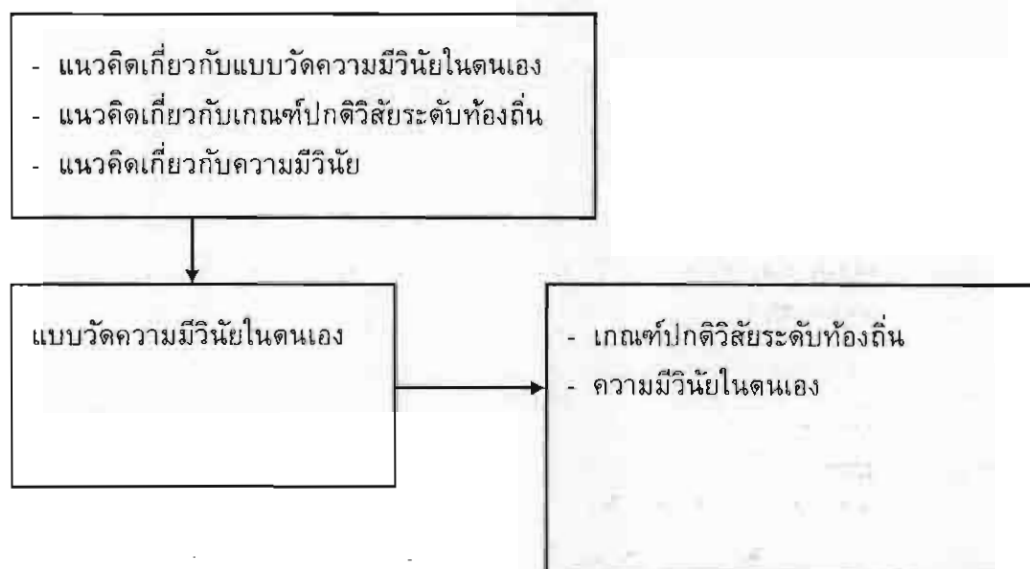 - แนวคิดเกี่ยวกับแบบวัดความมีวินัยในตนเอง
- แนวคิดเกี่ยวกับเกณฑ์ปกติวิสัยระดับท้องถิ่น
- แนวคิดเกี่ยวกับความมีวินัย
แบบวัดความมีวินัยในตนเอง
- เกณฑ์ปกติวิสัยระดับท้องถิ่น
- ความมีวินัยในตนเอง